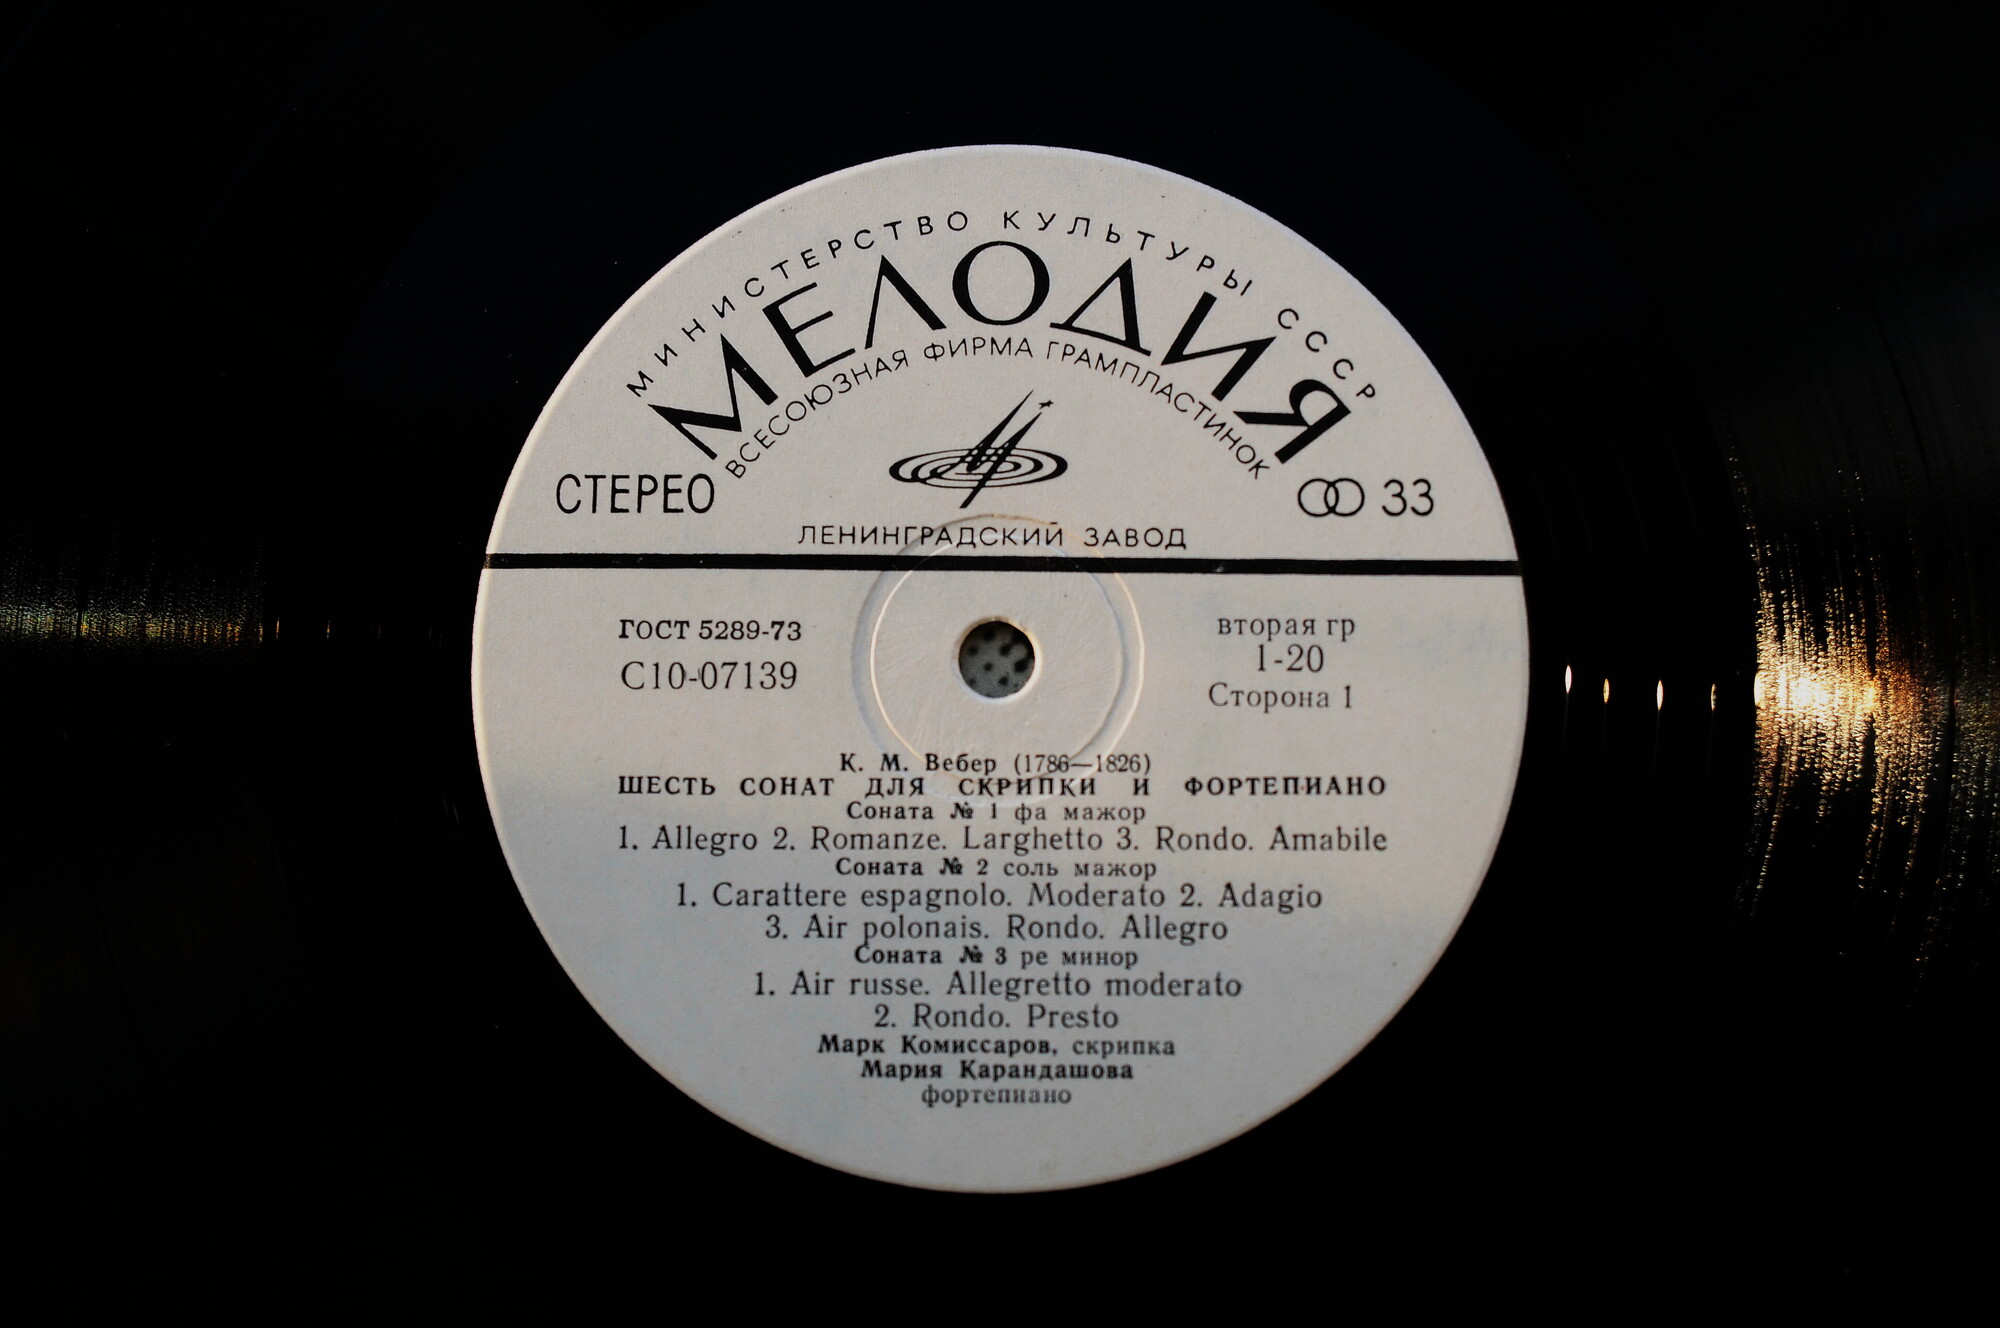 МИНИСТЕРСТВО КУЛЬТУРЫ СССР
МЕЛОДИЯ
ВСЕСОЮЗНАЯ ФИРМА ГРАМПЛАСТИНОК
СТЕРЕО
33
ЛЕНИНГРАДСКИЙ ЗАВОД
ГОСТ 5289-73
С10-07139
вторая гр
1-20
Сторона 1
К. М. Вебер (1786—1826)
ШЕСТЬ СОНАТ ДЛЯ СКРИПКИ И ФОРТЕПИАНО
Соната № 1 фа мажор
1. Allegro 2. Romanze. Larghetto 3. Rondo. Amabile
Соната № 2 соль мажор
1. Carattere espagnolo. Moderato 2. Adagio
3. Air polonais. Rondo. Allegro
Соната № 3 ре минор
1. Air russe. Allegretto moderato
2. Rondo. Presto
Марк Комиссаров, скрипка
Мария Карандашова
фортепиано